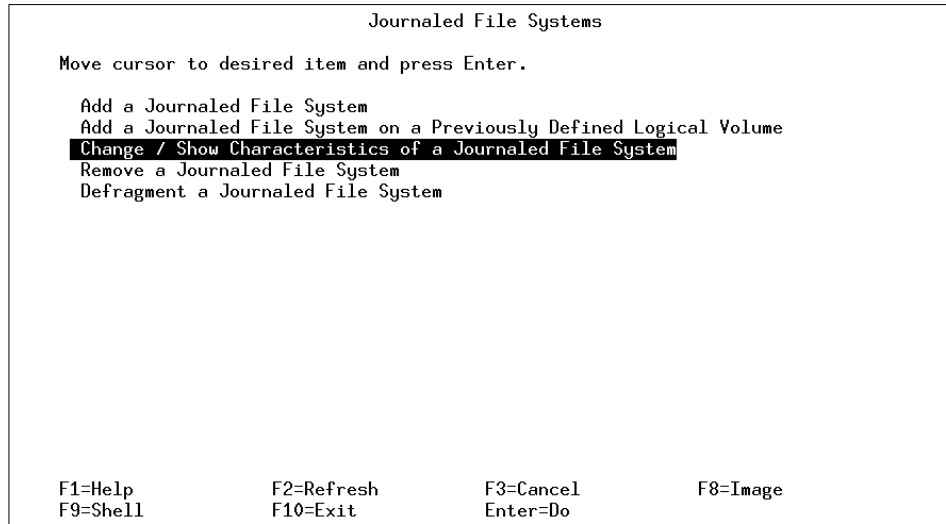 Journaled File Systems
Move cursor to desired item and press Enter.
Add a Journaled File System
Add a Journaled File System on a Previously Defined Logical Volume
Change / Show Characteristics of a Journaled File System
Remove a Journaled File System
Defragment a Journaled File System
F1=Help F2=Refresh F3=Cancel F8=Image
F9=Shell F10=Exit Enter=Do